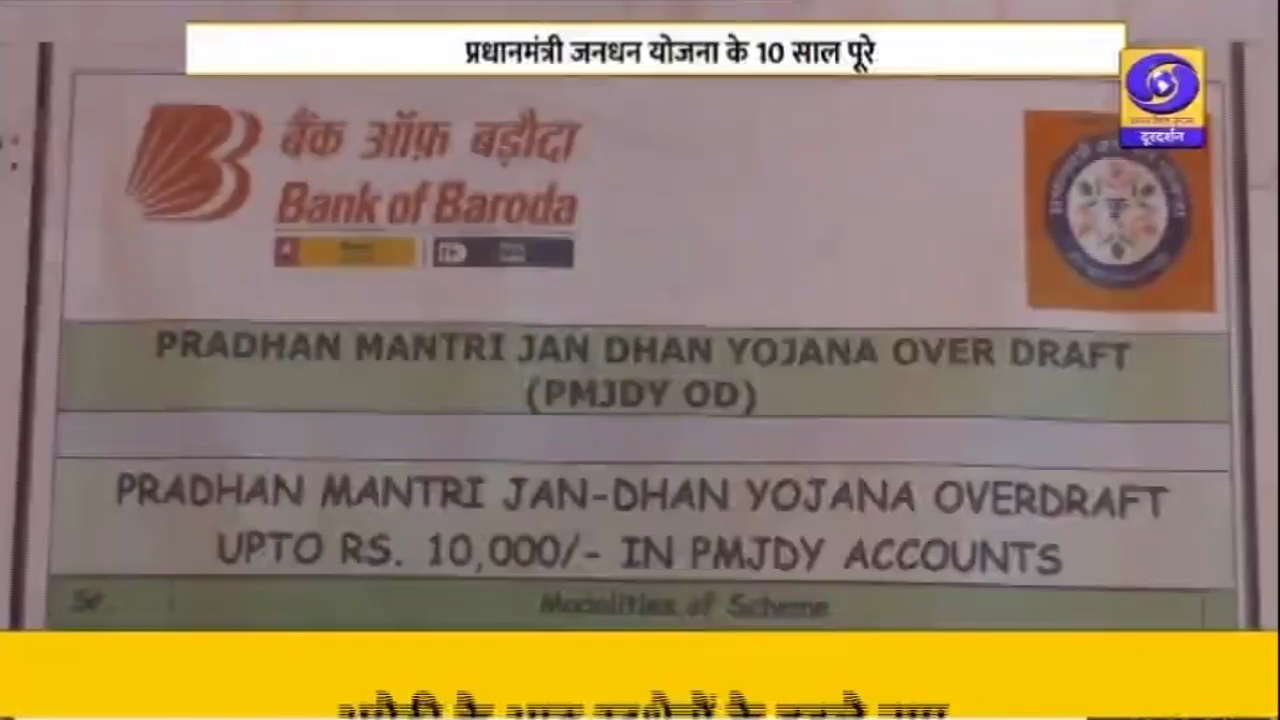 प्रधानमंत्री जनधन योजना के 10 साल पूरे
दूरदर्शन
बैंक ऑफ़ बड़ौदा
Bank of Baroda
PRADHAN MANTRI JAN DHAN YOJANA OVER DRAFT
(PMJDY OD)
PRADHAN MANTRI JAN-DHAN YOJANA OVERDRAFT
UPTO RS. 10,000/- IN PMJDY ACCOUNTS
Sr. Modalities of Scheme